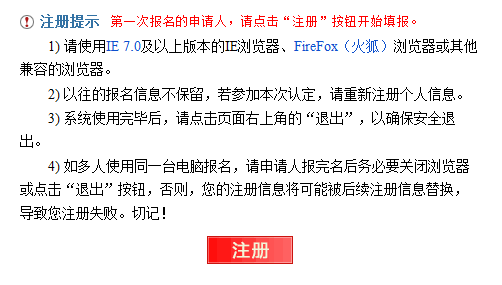 注册提示 第一次报名的申请人，请点击“注册”按钮开始填报。
1) 请使用IE 7.0及以上版本的IE浏览器、FireFox（火狐）浏览器或其他
兼容的浏览器。
2) 以往的报名信息不保留，若参加本次认定，请重新注册个人信息。
3) 系统使用完毕后，请点击页面右上角的“退出”，以确保安全退
出。
4) 如多人使用同一台电脑报名，请申请人报完名后务必要关闭浏览器
或点击“退出”按钮，否则，您的注册信息将可能被后续注册信息替换，
导致您注册失败。切记！
注册